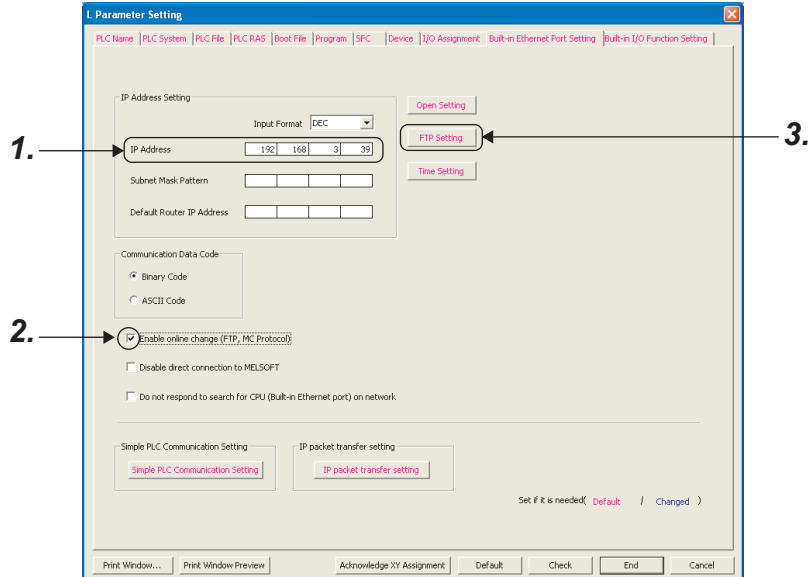 L Parameter Setting
PLC Name PLC System PLC File PLC RAS Boot File Program SFC Device I/O Assignment Built-in Ethernet Port Setting Built-in I/O Function Setting
IP Address Setting
Open Setting
Input Format DEC
FTP Setting
3.
1.
IP Address 192 168 3 39
Time Setting
Subnet Mask Pattern
Default Router IP Address
Communication Data Code
Binary Code
ASCII Code
2.
Enable online change (FTP, MC Protocol)
Disable direct connection to MELSOFT
Do not respond to search for CPU (Built-in Ethernet port) on network
Simple PLC Communication Setting IP packet transfer setting
Simple PLC Communication Setting IP packet transfer setting
Set if it is needed( Default / Changed )
Print Window... Print Window Preview Acknowledge XY Assignment Default Check End Cancel